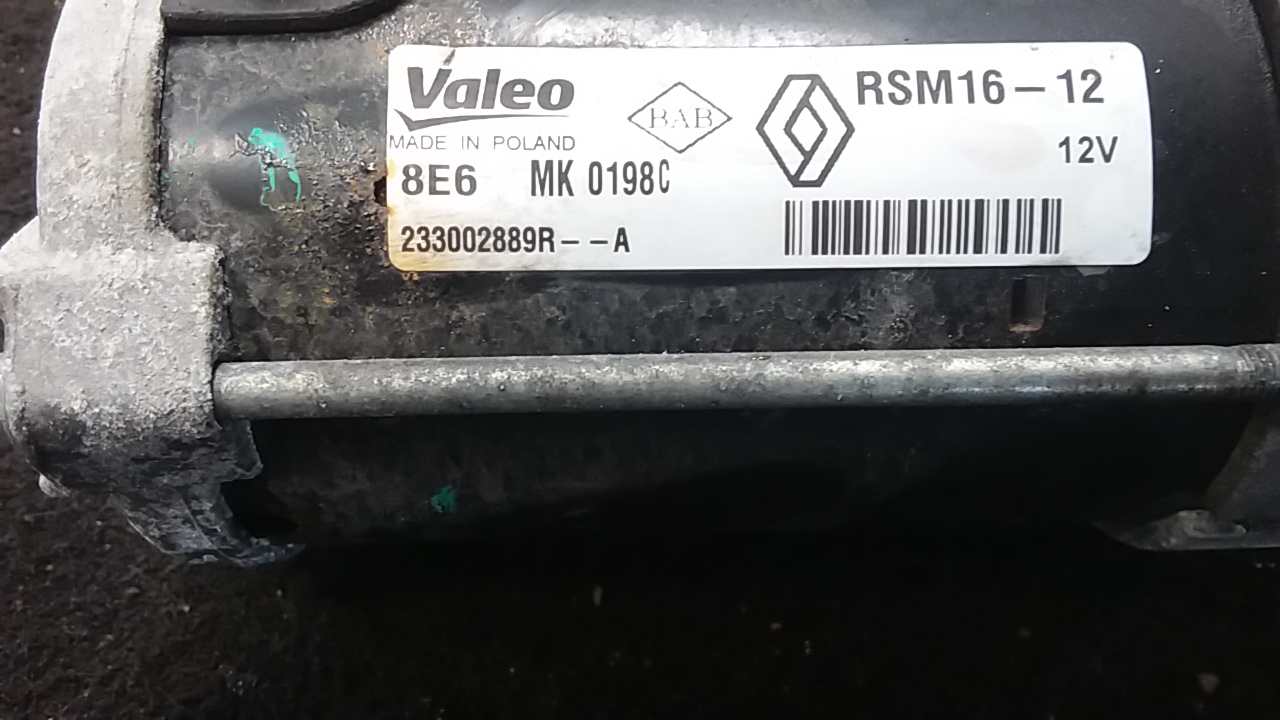 Valeo
BAB
RSM16-12
MADE IN POLAND
12V
8E6 MK 0198C
233002889R--A